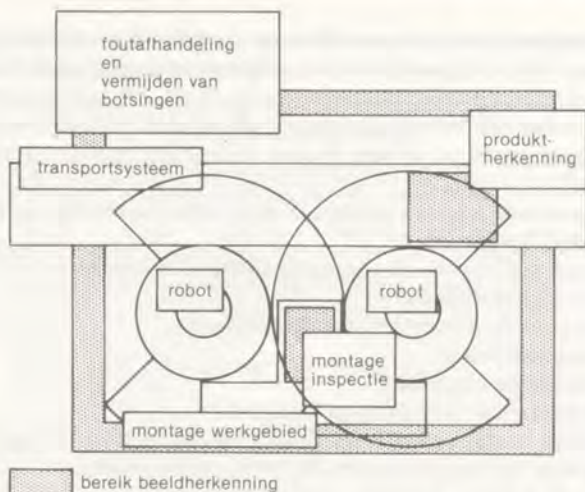 foutafhandeling
en
vermijden van
botsingen
produkt-
herkenning
transportsysteem
robot
robot
montage
inspectie
montage werkgebied
bereik beeldherkenning